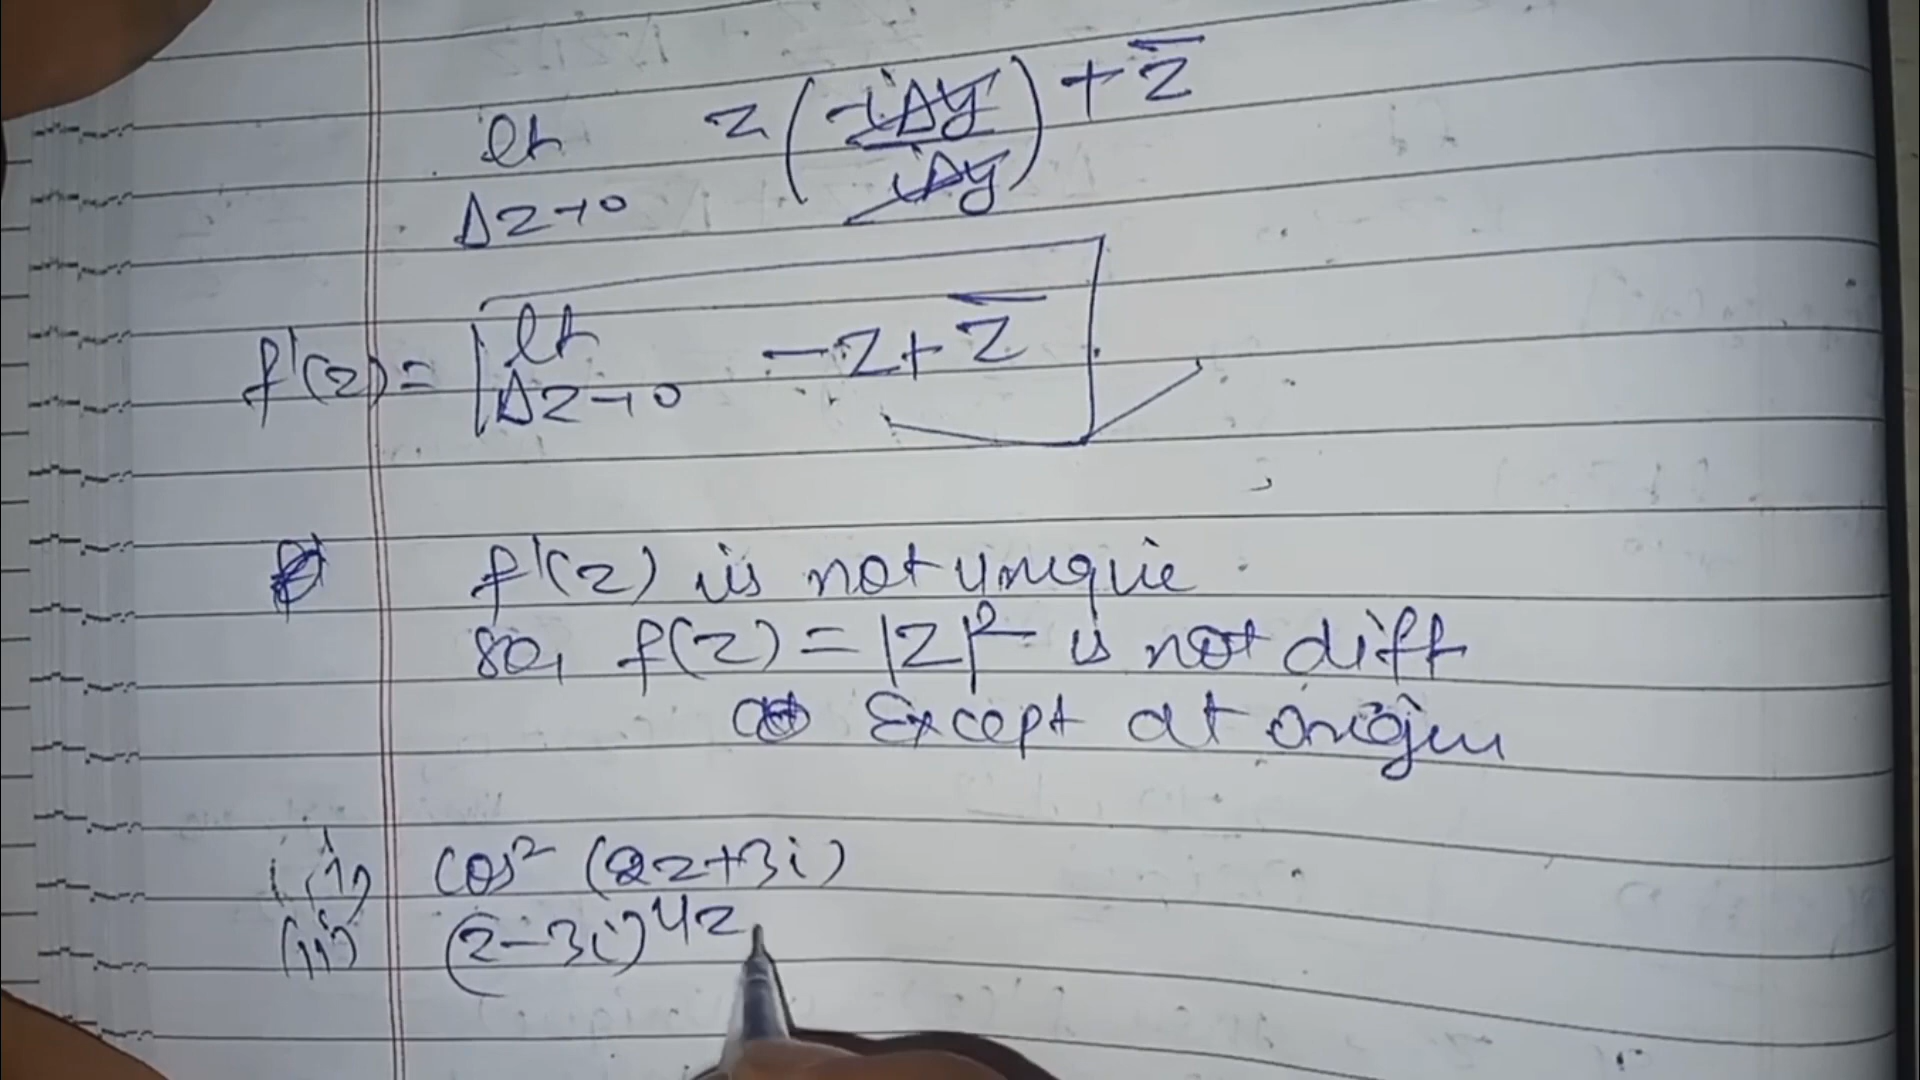 lt z (-iΔy / iΔy) + z̅
Δz→0
f'(z) = lt -z + z̅
Δz→0
f'(z) is not unique.
so, f(z) = |z|² is not diff
Except at origin
(i) cos² (2z+3i)
(ii) (z-3i)⁴ᶻ